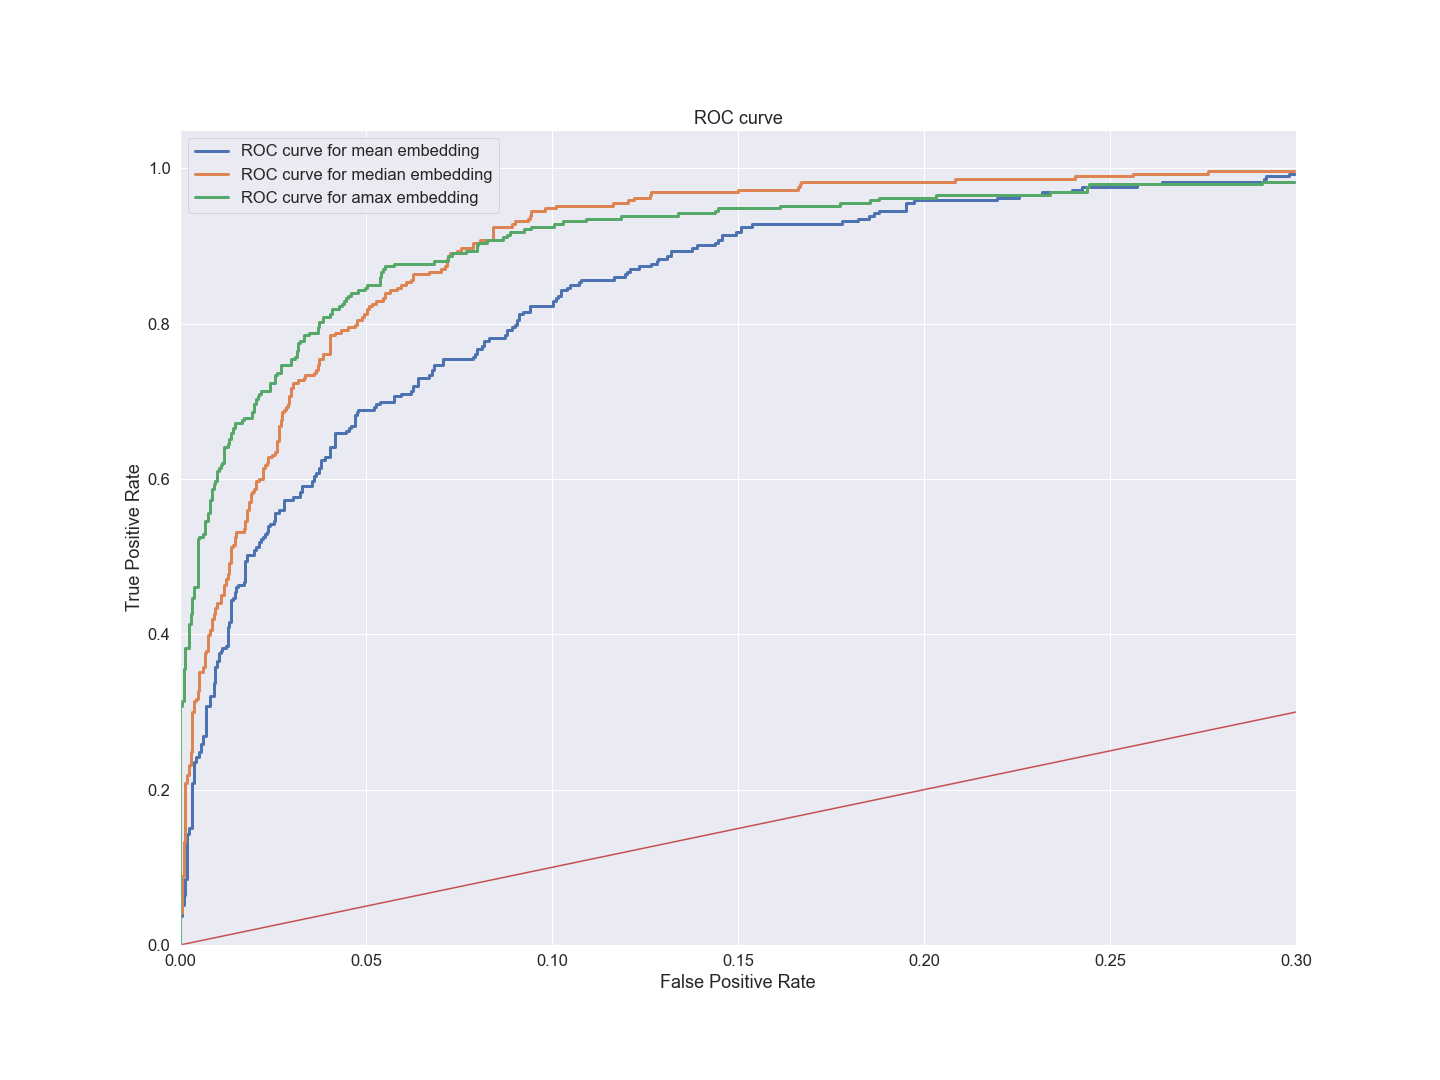 ROC curve
ROC curve for mean embedding
ROC curve for median embedding
ROC curve for amax embedding
1.0
0.8
0.6
0.4
0.2
0.0
True Positive Rate
0.00 0.05 0.10 0.15 0.20 0.25 0.30
False Positive Rate